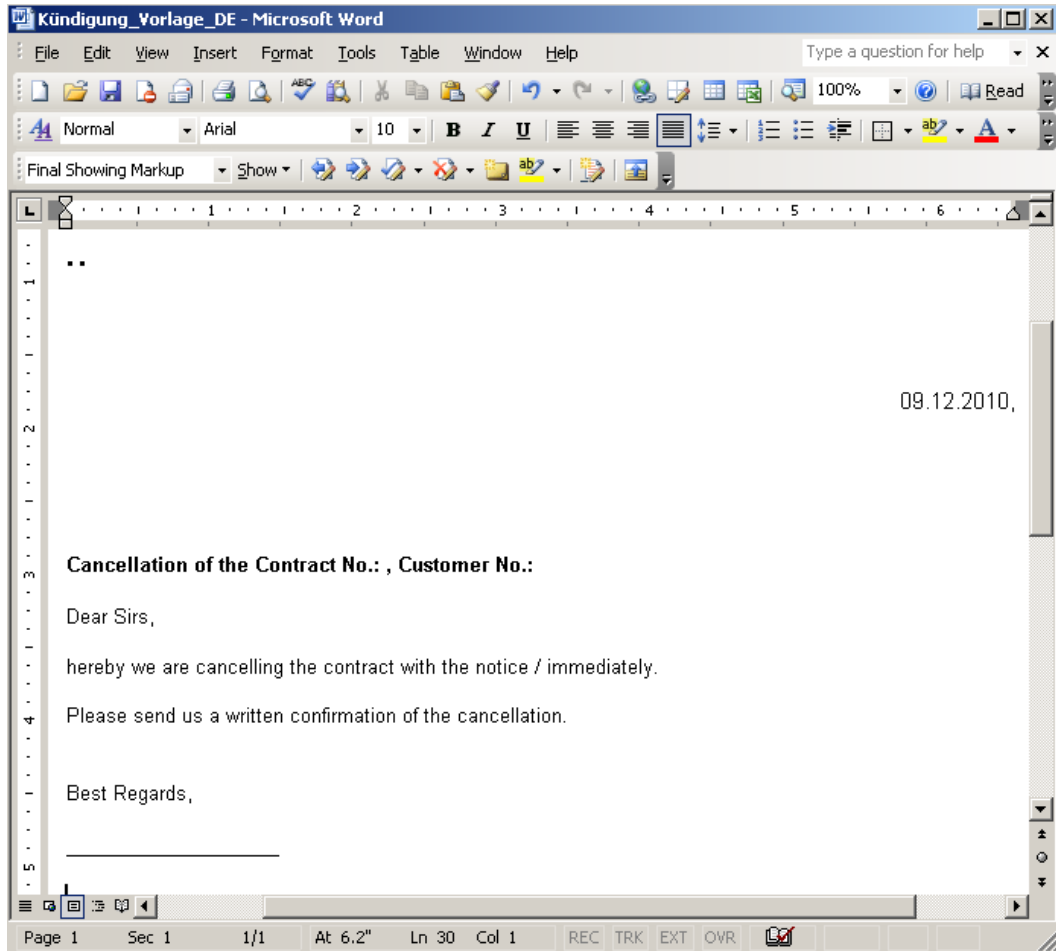 Kündigung_Vorlage_DE - Microsoft Word
File Edit View Insert Format Tools Table Window Help Type a question for help
100% Read
Normal Arial 10 B I U
Final Showing Markup Show
1 2 3 4 5 6
..
09.12.2010,
Cancellation of the Contract No.: , Customer No.:
Dear Sirs,
hereby we are cancelling the contract with the notice / immediately.
Please send us a written confirmation of the cancellation.
Best Regards,
Page 1 Sec 1 1/1 At 6.2" Ln 30 Col 1 REC TRK EXT OVR